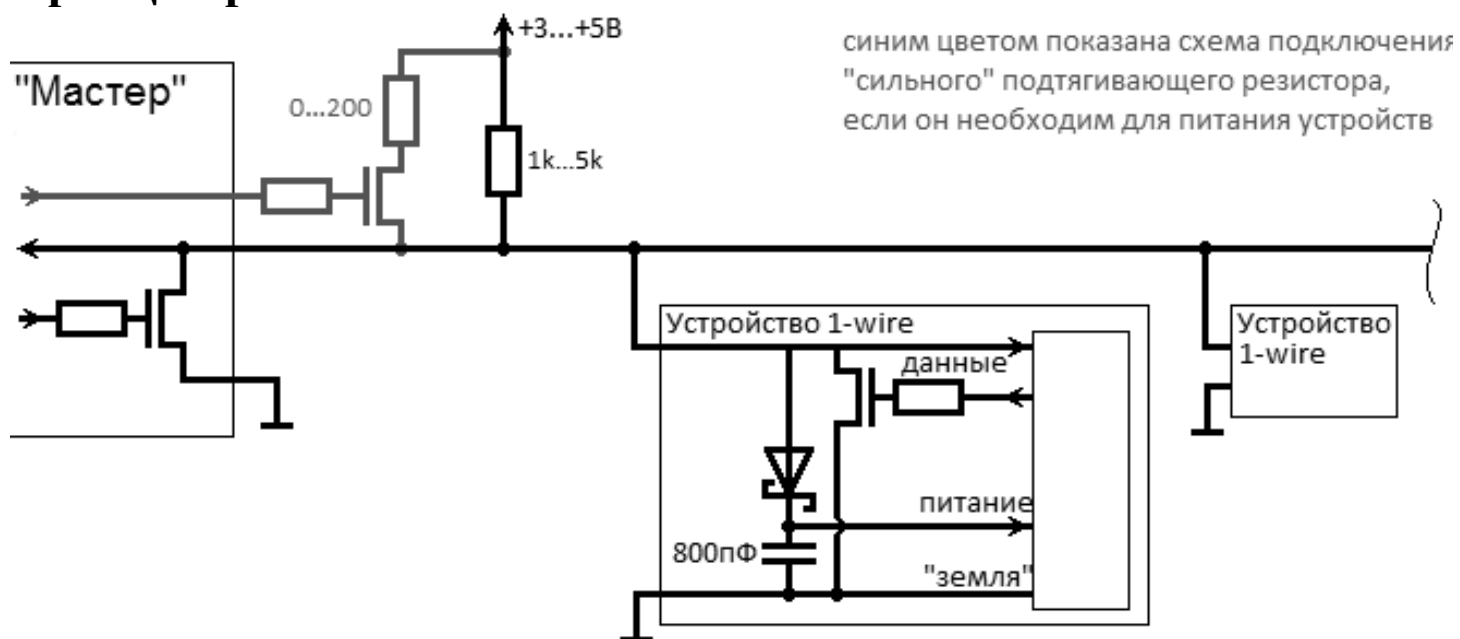 +3...+5В
"Мастер"
0...200
1k...5k
синим цветом показана схема подключения
"сильного" подтягивающего резистора,
если он необходим для питания устройств
Устройство 1-wire
данные
питание
800пФ
"земля"
Устройство
1-wire